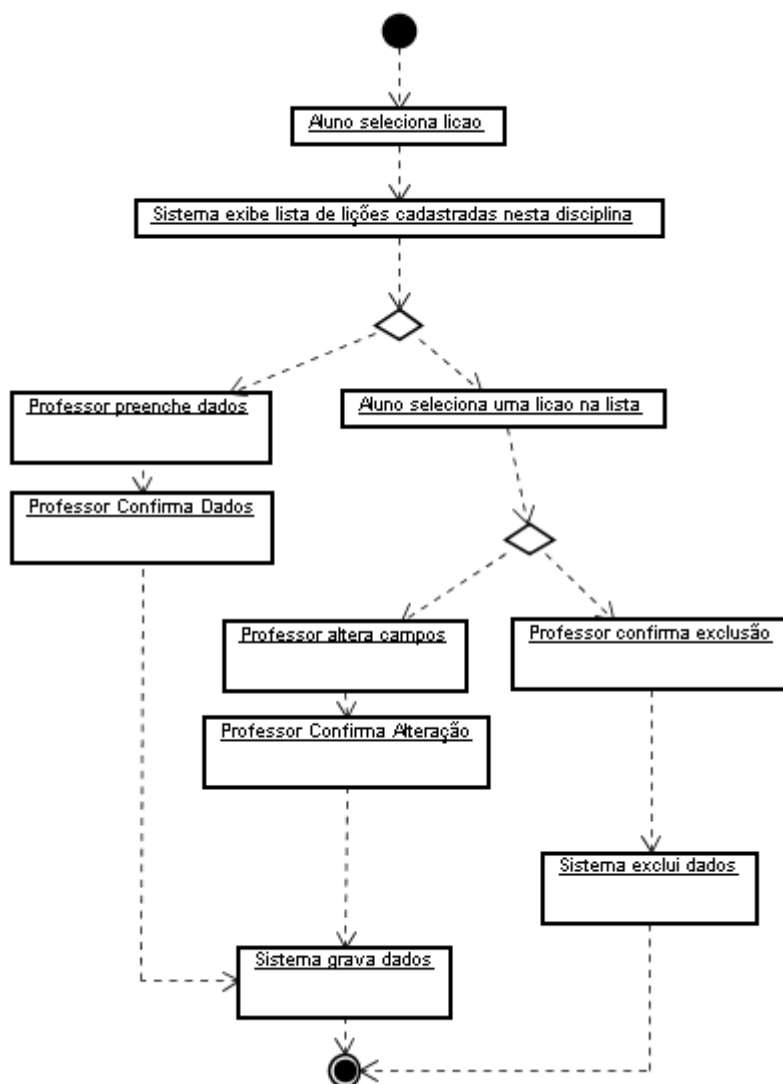 Aluno seleciona licao
Sistema exibe lista de lições cadastradas nesta disciplina
Professor preenche dados
Aluno seleciona uma licao na lista
Professor Confirma Dados
Professor altera campos
Professor confirma exclusão
Professor Confirma Alteração
Sistema exclui dados
Sistema grava dados